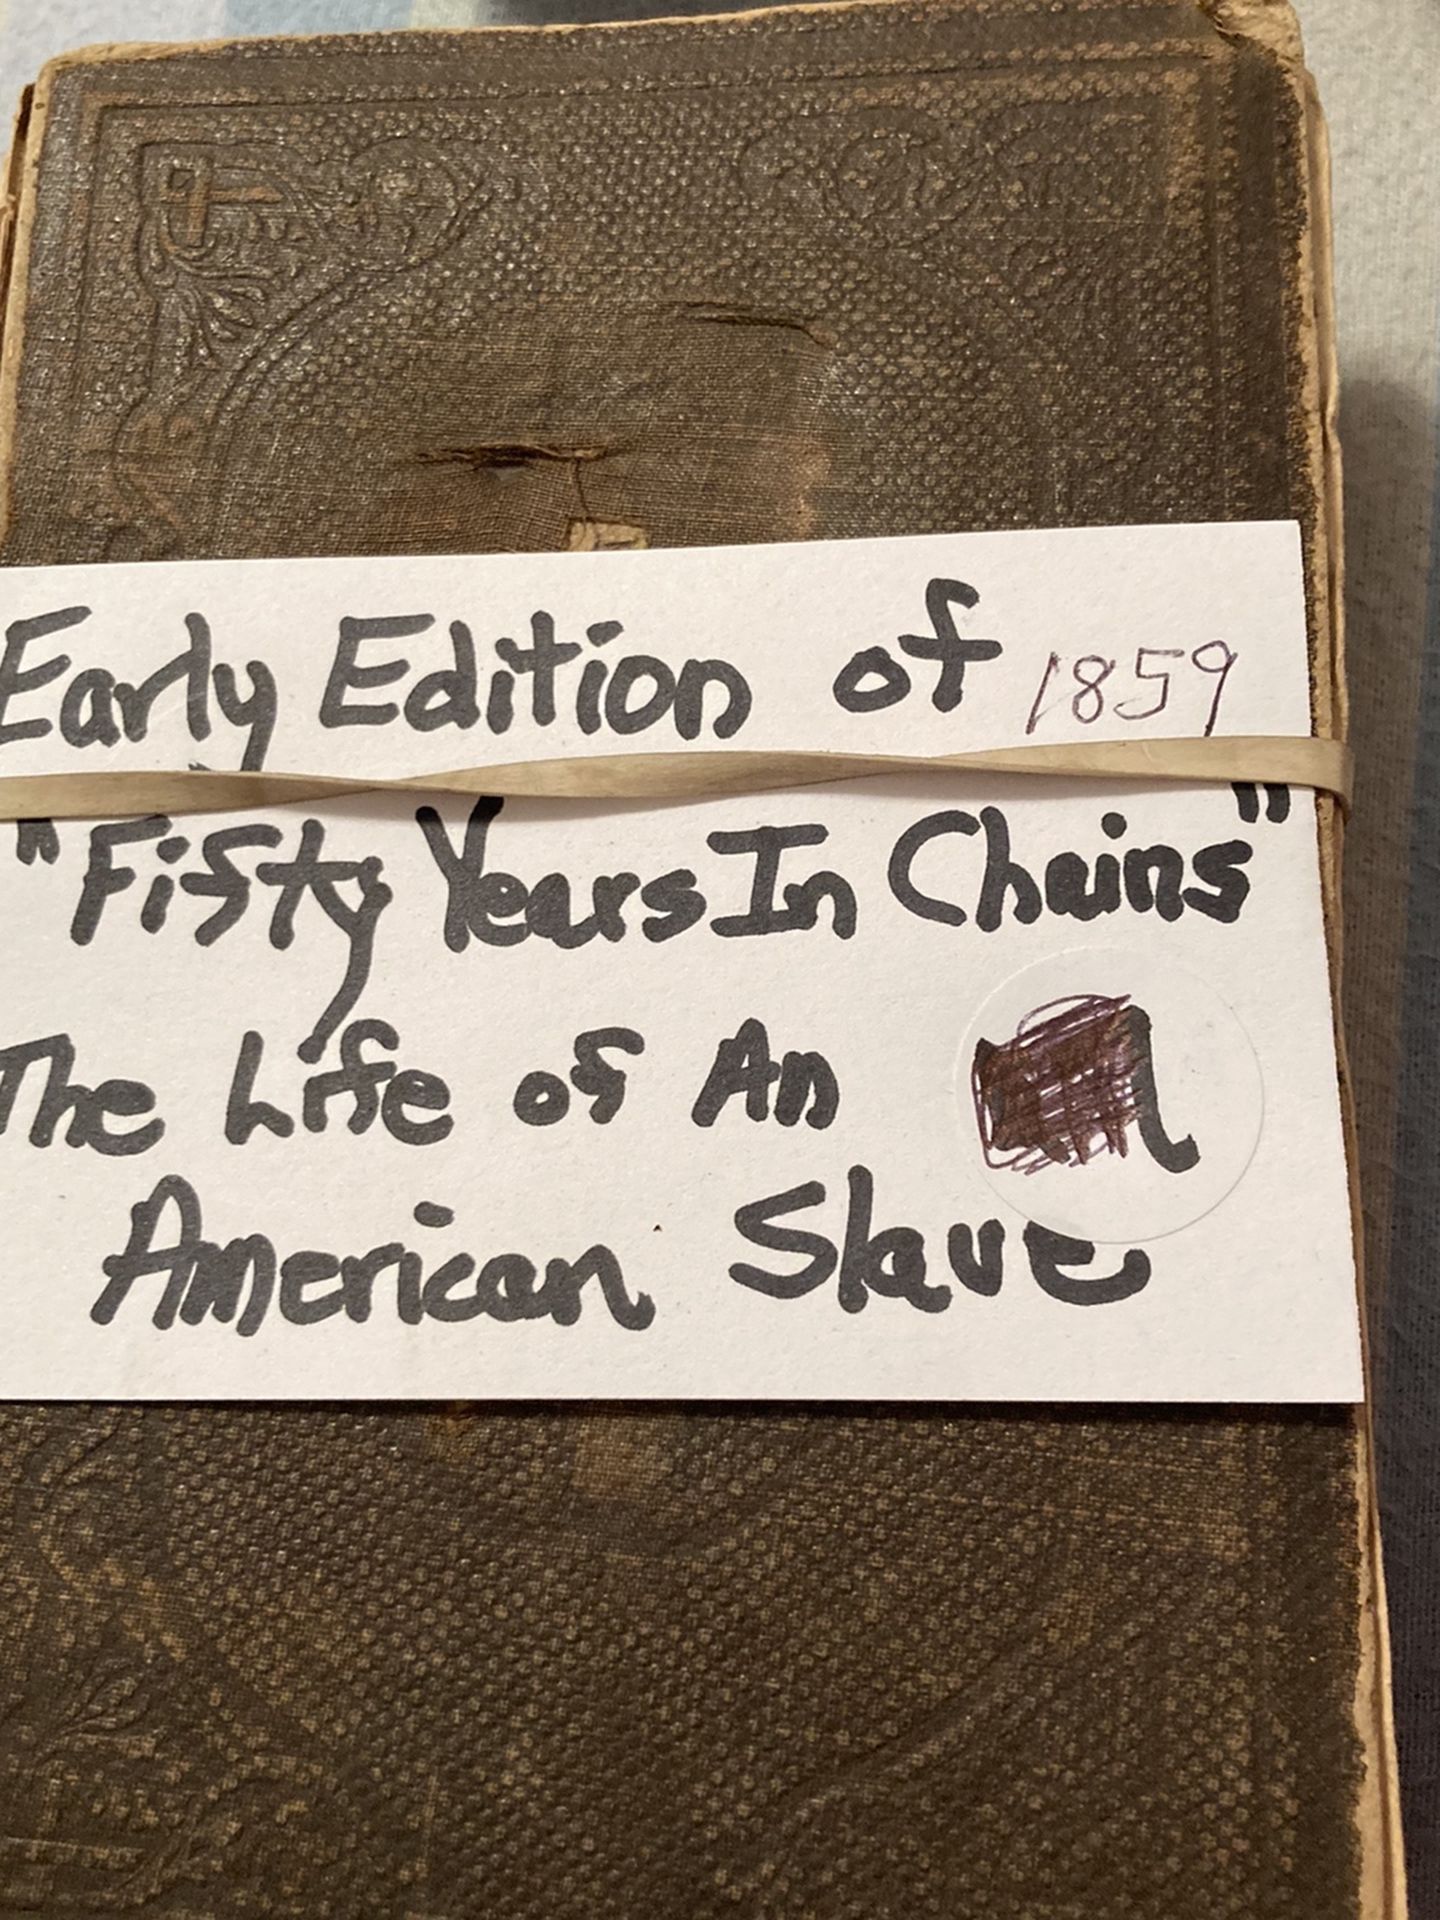 Early Edition of 1859
"Fifty Years In Chains"
The Life of An
American Slave